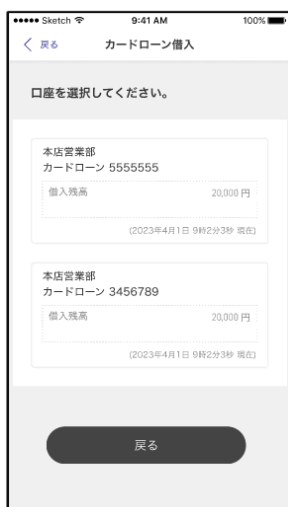 ●●●●● Sketch 9:41 AM 100%
戻る カードローン借入
口座を選択してください。
本店営業部
カードローン 5555555
借入残高 20,000 円
(2023年4月1日 9時2分3秒 現在)
本店営業部
カードローン 3456789
借入残高 20,000 円
(2023年4月1日 9時2分3秒 現在)
戻る